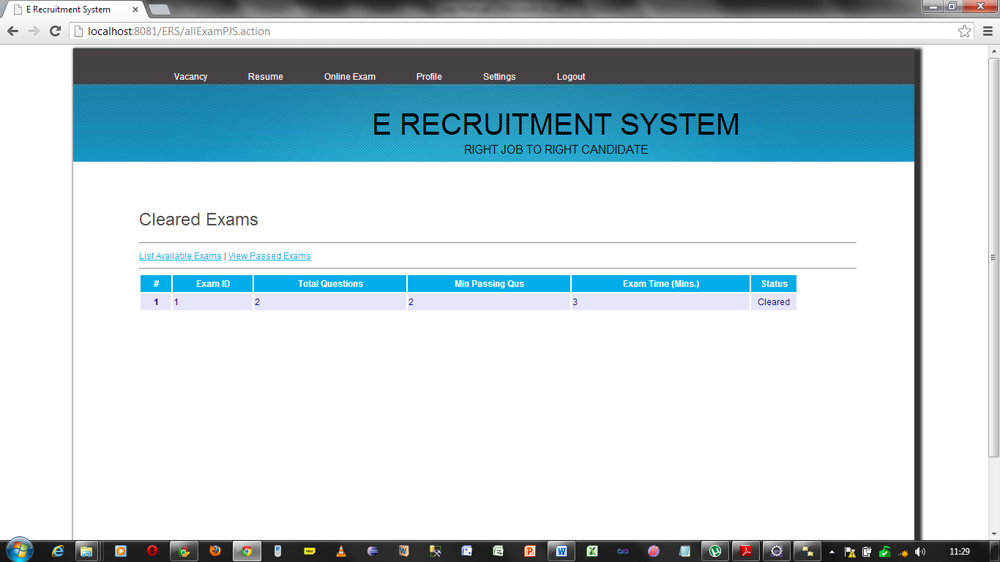 E Recruitment System
localhost:8081/ERS/allExamPJS.action
Vacancy Resume Online Exam Profile Settings Logout
E RECRUITMENT SYSTEM
RIGHT JOB TO RIGHT CANDIDATE
Cleared Exams
List Available Exams | View Passed Exams
# Exam ID Total Questions Min Passing Qus Exam Time (Mins.) Status
1 1 2 2 3 Cleared
11:29